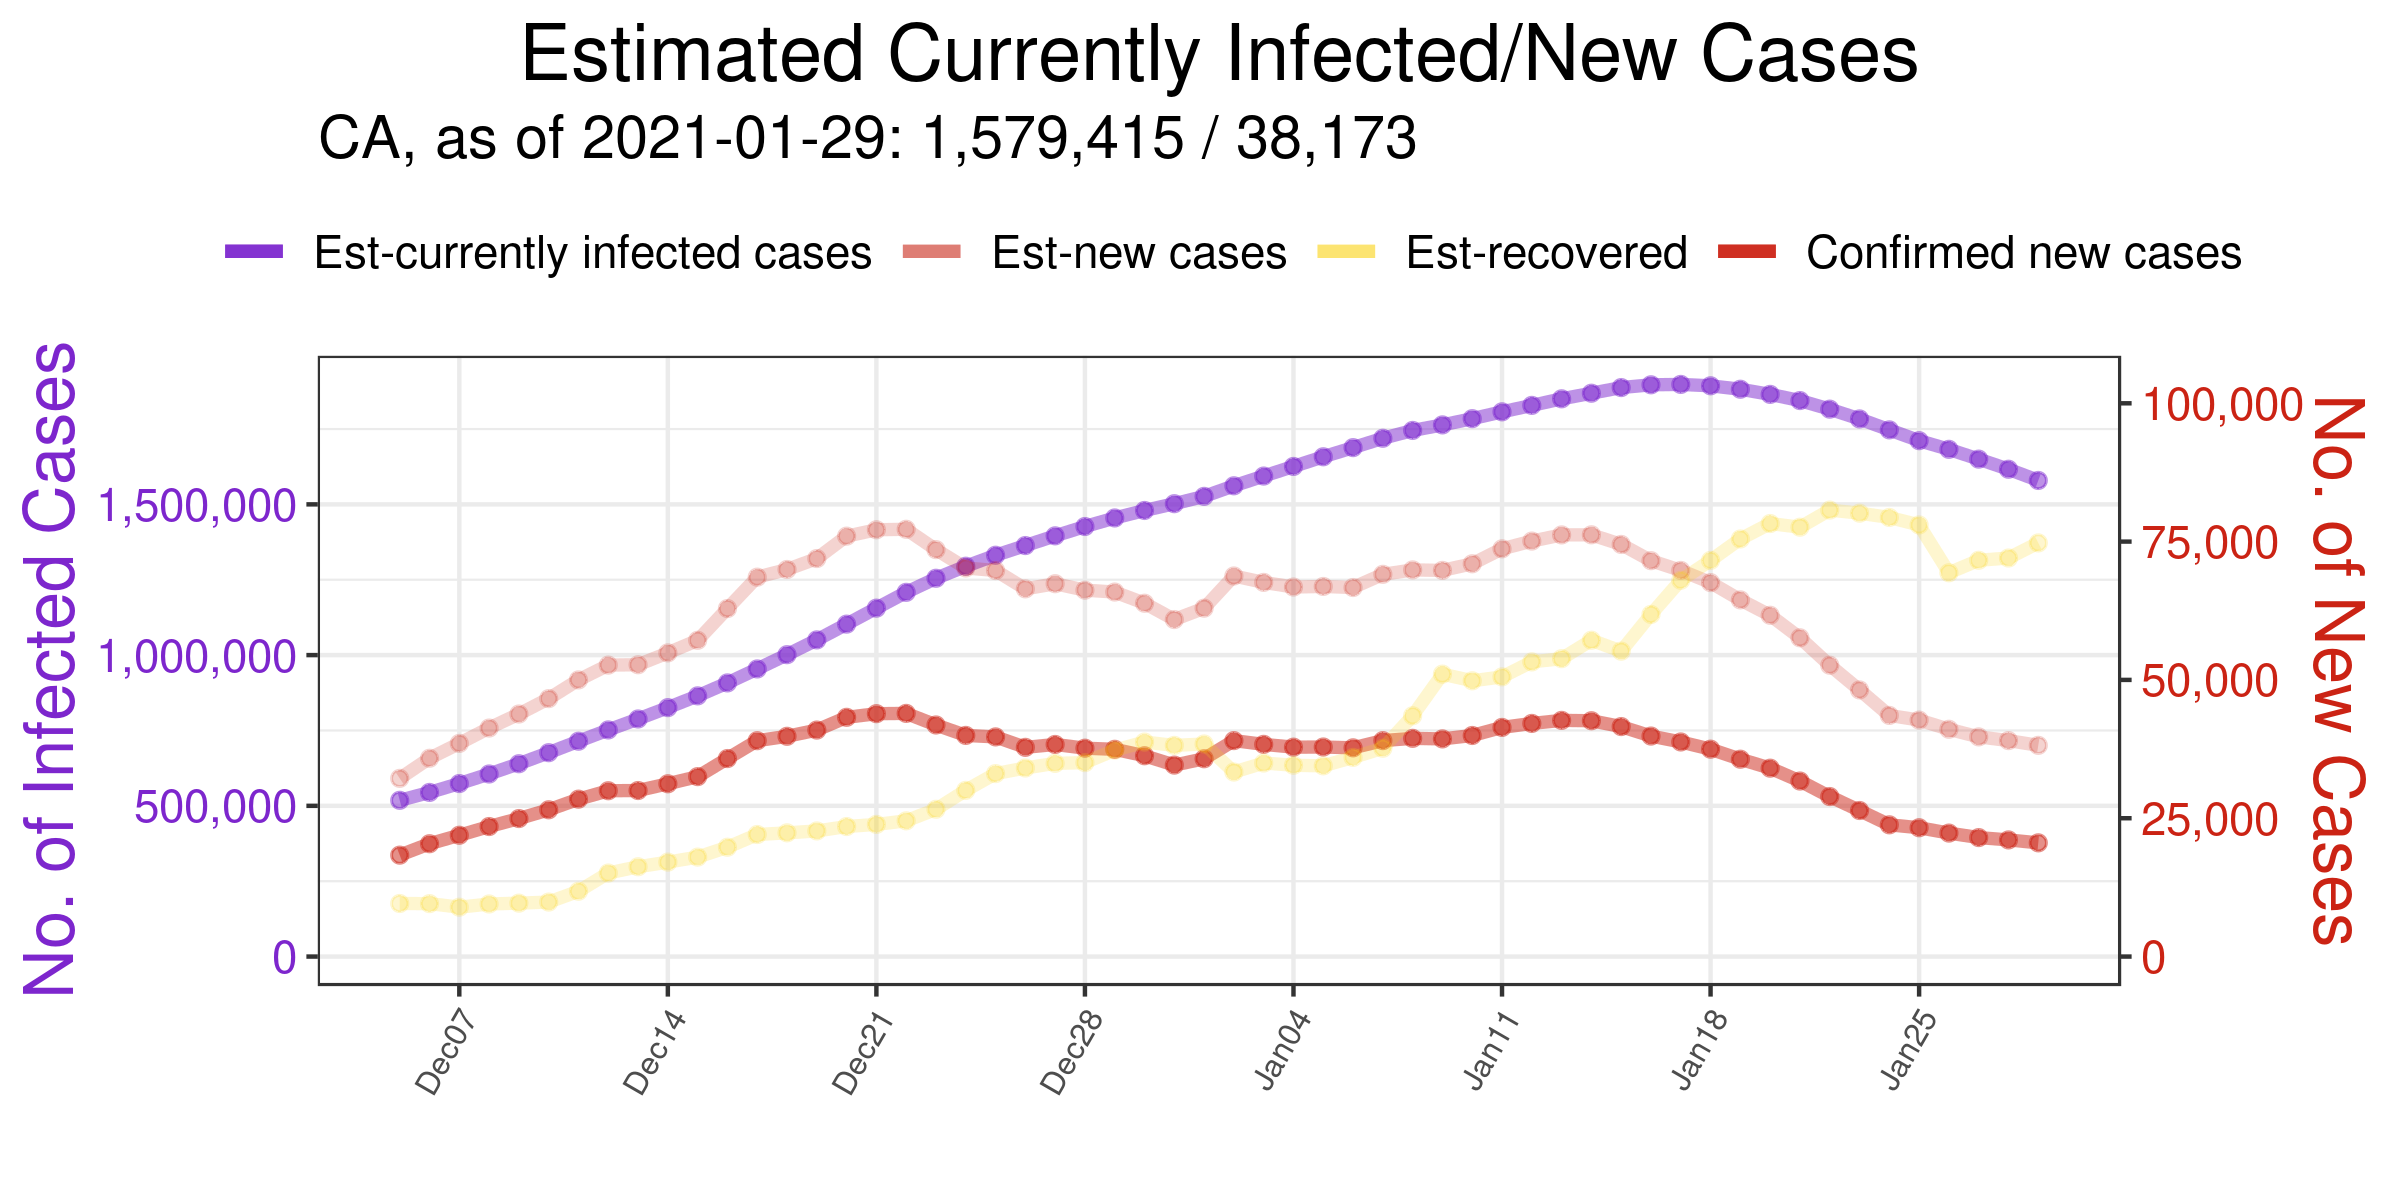 Estimated Currently Infected/New Cases
CA, as of 2021-01-29: 1,579,415 / 38,173
Est-currently infected cases Est-new cases Est-recovered Confirmed new cases
No. of Infected Cases
1,500,000
1,000,000
500,000
0
100,000
75,000
50,000
25,000
0
No. of New Cases
Dec07 Dec14 Dec21 Dec28 Jan04 Jan11 Jan18 Jan25